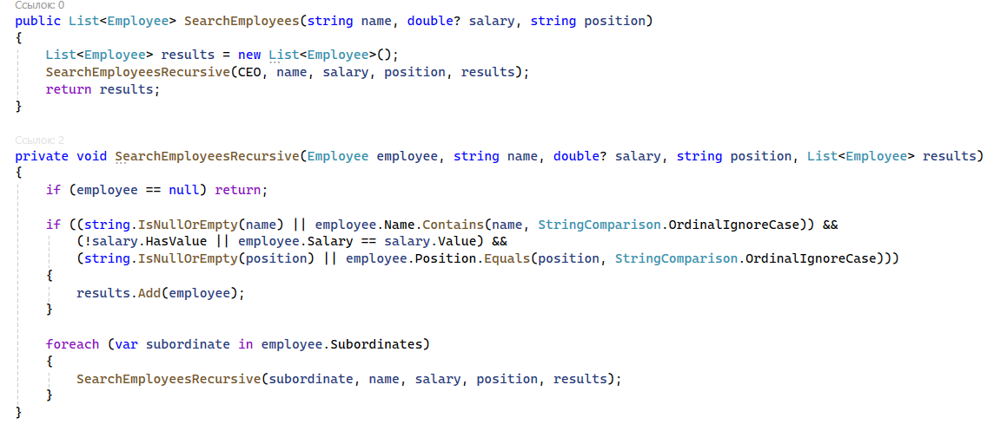 Ссылок: 0
public List<Employee> SearchEmployees(string name, double? salary, string position)
{
    List<Employee> results = new List<Employee>();
    SearchEmployeesRecursive(CEO, name, salary, position, results);
    return results;
}
Ссылок: 2
private void SearchEmployeesRecursive(Employee employee, string name, double? salary, string position, List<Employee> results)
{
    if (employee == null) return;
    if ((string.IsNullOrEmpty(name) || employee.Name.Contains(name, StringComparison.OrdinalIgnoreCase)) &&
        (!salary.HasValue || employee.Salary == salary.Value) &&
        (string.IsNullOrEmpty(position) || employee.Position.Equals(position, StringComparison.OrdinalIgnoreCase)))
    {
        results.Add(employee);
    }
    foreach (var subordinate in employee.Subordinates)
    {
        SearchEmployeesRecursive(subordinate, name, salary, position, results);
    }
}